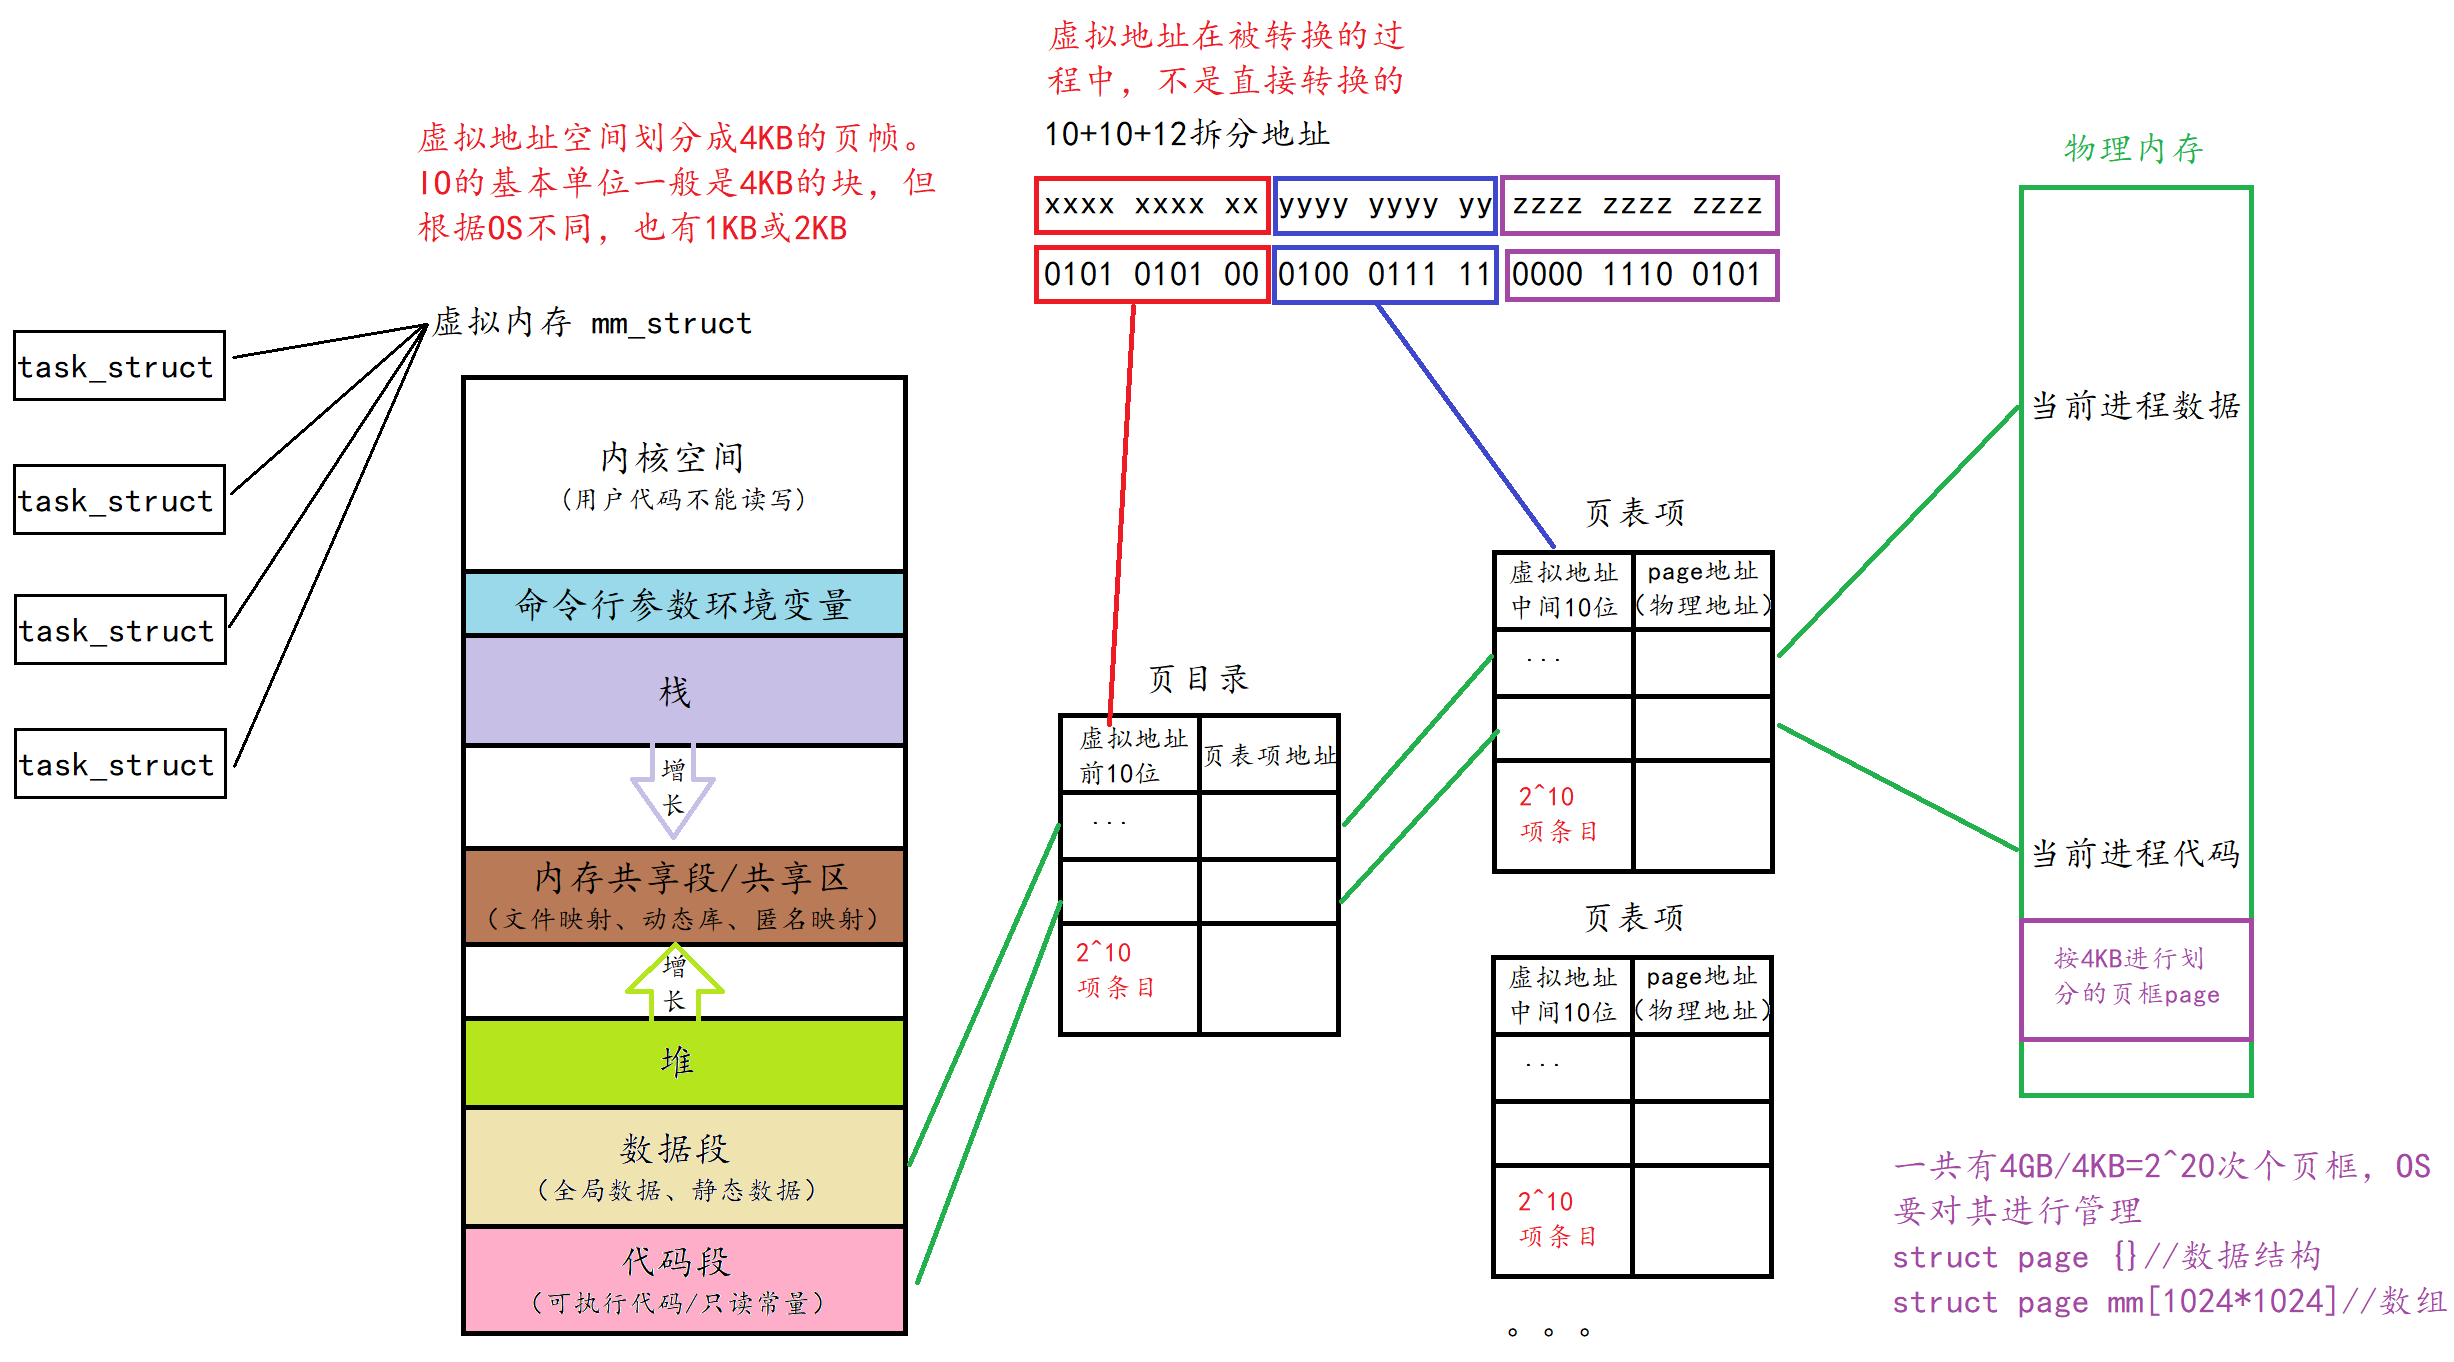 虚拟地址在被转换的过
程中，不是直接转换的
10+10+12拆分地址
xxxx xxxx xx
yyyy yyyy yy
zzzz zzzz zzzz
0101 0101 00
0100 0111 11
0000 1110 0101
虚拟地址空间划分成4KB的页帧。
IO的基本单位一般是4KB的块，但
根据OS不同，也有1KB或2KB
虚拟内存 mm_struct
task_struct
task_struct
task_struct
task_struct
内核空间
（用户代码不能读写）
命令行参数环境变量
栈
增
长
内存共享段/共享区
（文件映射、动态库、匿名映射）
增
长
堆
数据段
（全局数据、静态数据）
代码段
（可执行代码/只读常量）
页目录
虚拟地址
前10位
页表项地址
...
2^10
项条目
页表项
虚拟地址
中间10位
page地址
（物理地址）
...
2^10
项条目
页表项
虚拟地址
中间10位
page地址
（物理地址）
...
2^10
项条目
。。。
物理内存
当前进程数据
当前进程代码
按4KB进行划
分的页框page
一共有4GB/4KB=2^20次个页框，OS
要对其进行管理
struct page {}//数据结构
struct page mm[1024*1024]//数组